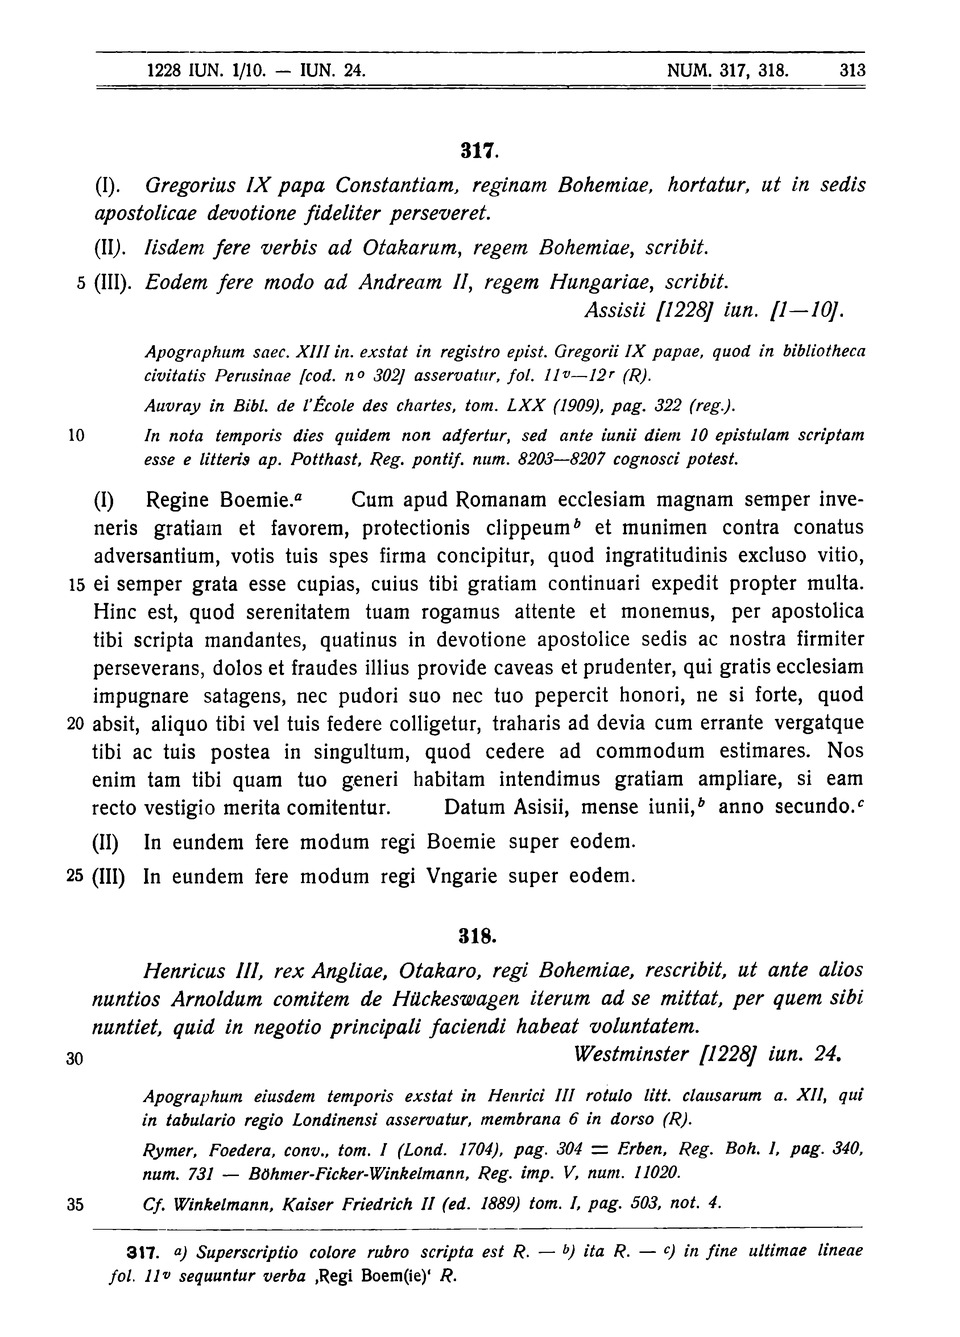 1228 IUN. 1/10. — IUN. 24. NUM. 317, 318. 313
317.
(I). Gregorius IX papa Constantiam, reginam Bohemiae, hortatur, ut in sedis
apostolicae devotione fideliter perseveret.
(II). Iisdem fere verbis ad Otakarum, regem Bohemiae, scribit.
5 (III). Eodem fere modo ad Andream II, regem Hungariae, scribit.
Assisii [1228] iun. [1—10].
Apographum saec. XIII in. exstat in registro epist. Gregorii IX papae, quod in bibliotheca
civitatis Perusinae [cod. nº 302] asservatur, fol. 11v—12r (R).
Auvray in Bibl. de l'École des chartes, tom. LXX (1909), pag. 322 (reg.).
10 In nota temporis dies quidem non adfertur, sed ante iunii diem 10 epistulam scriptam
esse e litteris ap. Potthast, Reg. pontif. num. 8203—8207 cognosci potest.
(I) Regine Boemie.a Cum apud Romanam ecclesiam magnam semper inve-
neris gratiam et favorem, protectionis clippeum b et munimen contra conatus
adversantium, votis tuis spes firma concipitur, quod ingratitudinis excluso vitio,
15 ei semper grata esse cupias, cuius tibi gratiam continuari expedit propter multa.
Hinc est, quod serenitatem tuam rogamus attente et monemus, per apostolica
tibi scripta mandantes, quatinus in devotione apostolice sedis ac nostra firmiter
perseverans, dolos et fraudes illius provide caveas et prudenter, qui gratis ecclesiam
impugnare satagens, nec pudori suo nec tuo pepercit honori, ne si forte, quod
20 absit, aliquo tibi vel tuis federe colligetur, traharis ad devia cum errante vergatque
tibi ac tuis postea in singultum, quod cedere ad commodum estimares. Nos
enim tam tibi quam tuo generi habitam intendimus gratiam ampliare, si eam
recto vestigio merita comitentur. Datum Asisii, mense iunii,b anno secundo.c
(II) In eundem fere modum regi Boemie super eodem.
25 (III) In eundem fere modum regi Vngarie super eodem.
318.
Henricus III, rex Angliae, Otakaro, regi Bohemiae, rescribit, ut ante alios
nuntios Arnoldum comitem de Hückeswagen iterum ad se mittat, per quem sibi
nuntiet, quid in negotio principali faciendi habeat voluntatem.
30 Westminster [1228] iun. 24.
Apographum eiusdem temporis exstat in Henrici III rotulo litt. clausarum a. XII, qui
in tabulario regio Londinensi asservatur, membrana 6 in dorso (R).
Rymer, Foedera, conv., tom. I (Lond. 1704), pag. 304 = Erben, Reg. Boh. I, pag. 340,
num. 731 — Böhmer-Ficker-Winkelmann, Reg. imp. V, num. 11020.
35 Cf. Winkelmann, Kaiser Friedrich II (ed. 1889) tom. I, pag. 503, not. 4.
317. a) Superscriptio colore rubro scripta est R. — b) ita R. — c) in fine ultimae lineae
fol. 11v sequuntur verba ‚Regi Boem(ie)‘ R.